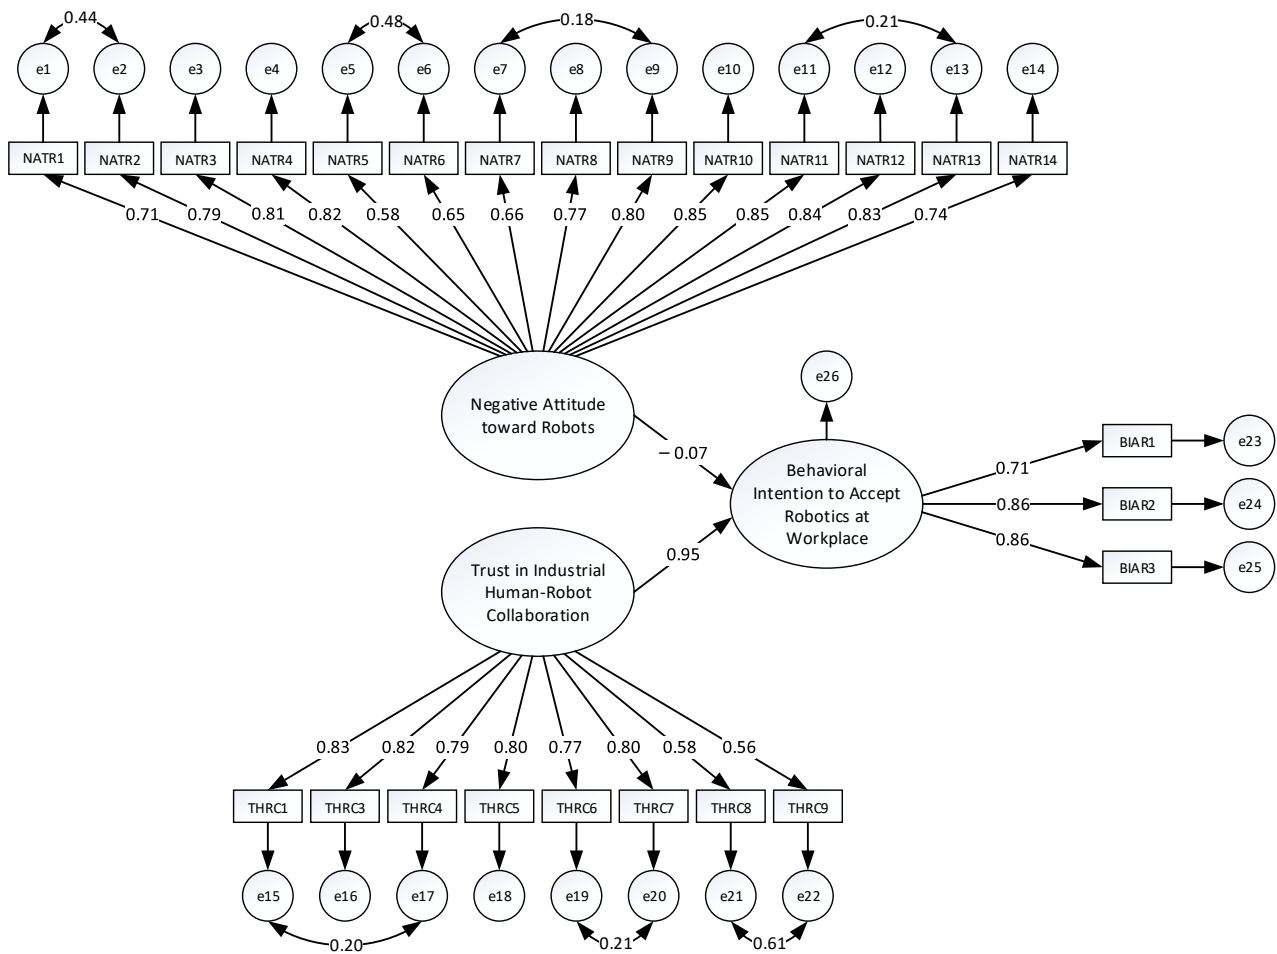 0.44
0.48
0.18
0.21
e1 e2 e3 e4 e5 e6 e7 e8 e9 e10 e11 e12 e13 e14
NATR1 NATR2 NATR3 NATR4 NATR5 NATR6 NATR7 NATR8 NATR9 NATR10 NATR11 NATR12 NATR13 NATR14
0.71 0.79 0.81 0.82 0.58 0.65 0.66 0.77 0.80 0.85 0.85 0.84 0.83 0.74
Negative Attitude
toward Robots
– 0.07
e26
Behavioral
Intention to Accept
Robotics at
Workplace
0.71
0.86
0.86
BIAR1 e23
BIAR2 e24
BIAR3 e25
0.95
Trust in Industrial
Human-Robot
Collaboration
0.83 0.82 0.79 0.80 0.77 0.80 0.58 0.56
THRC1 THRC3 THRC4 THRC5 THRC6 THRC7 THRC8 THRC9
e15 e16 e17 e18 e19 e20 e21 e22
0.20 0.21 0.61